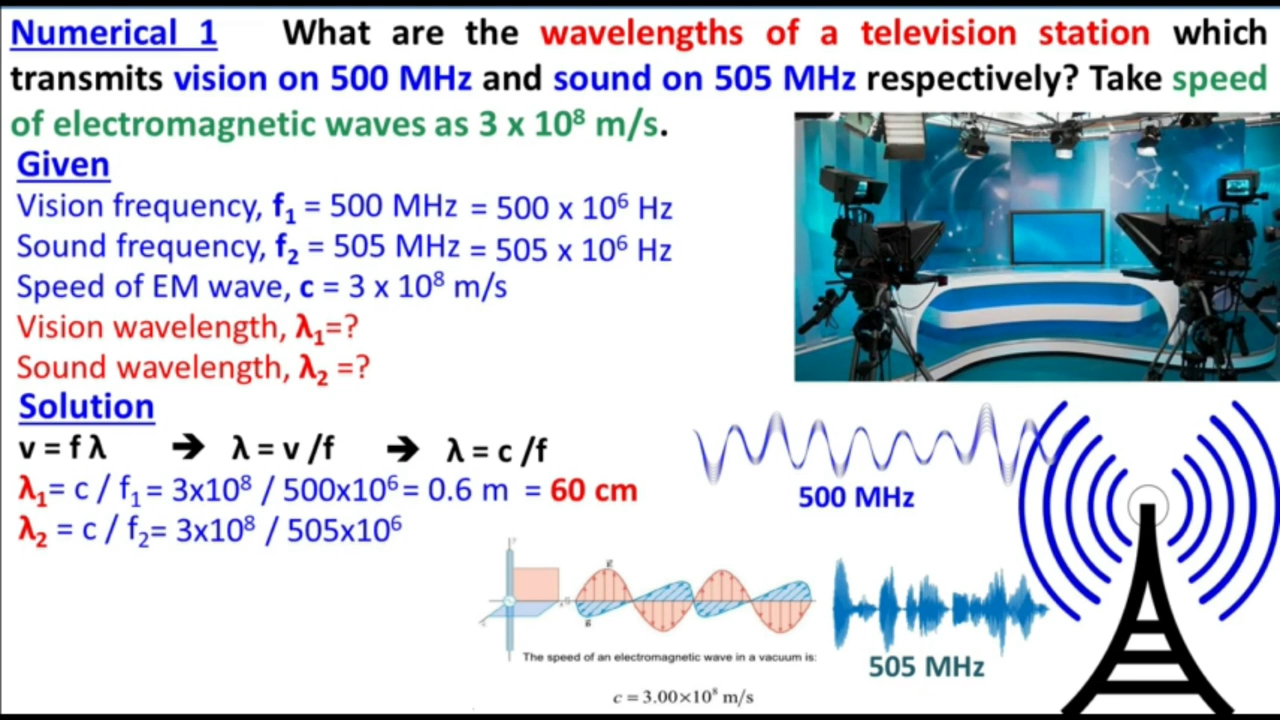 Numerical 1 What are the wavelengths of a television station which
transmits vision on 500 MHz and sound on 505 MHz respectively? Take speed
of electromagnetic waves as 3 x 10⁸ m/s.
Given
Vision frequency, f₁ = 500 MHz = 500 x 10⁶ Hz
Sound frequency, f₂ = 505 MHz = 505 x 10⁶ Hz
Speed of EM wave, c = 3 x 10⁸ m/s
Vision wavelength, λ₁=?
Sound wavelength, λ₂ =?
Solution
v = f λ ➔ λ = v /f ➔ λ = c /f
λ₁= c / f₁= 3x10⁸ / 500x10⁶= 0.6 m = 60 cm
λ₂ = c / f₂= 3x10⁸ / 505x10⁶
500 MHz
505 MHz
The speed of an electromagnetic wave in a vacuum is:
c = 3.00×10⁸ m/s